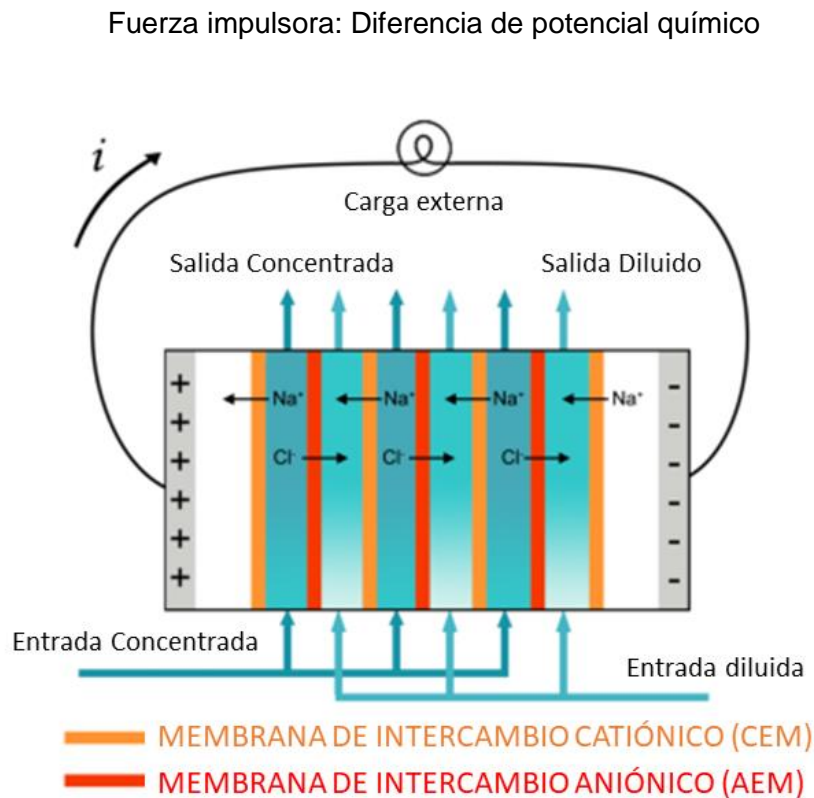 Fuerza impulsora: Diferencia de potencial químico
i
Carga externa
Salida Concentrada
Salida Diluido
+ -
Na⁺ Na⁺ Na⁺ Na⁺
+ -
Cl⁻ Cl⁻ Cl⁻
+ -
+ -
+ -
+ -
Entrada Concentrada
Entrada diluida
MEMBRANA DE INTERCAMBIO CATIÓNICO (CEM)
MEMBRANA DE INTERCAMBIO ANIÓNICO (AEM)